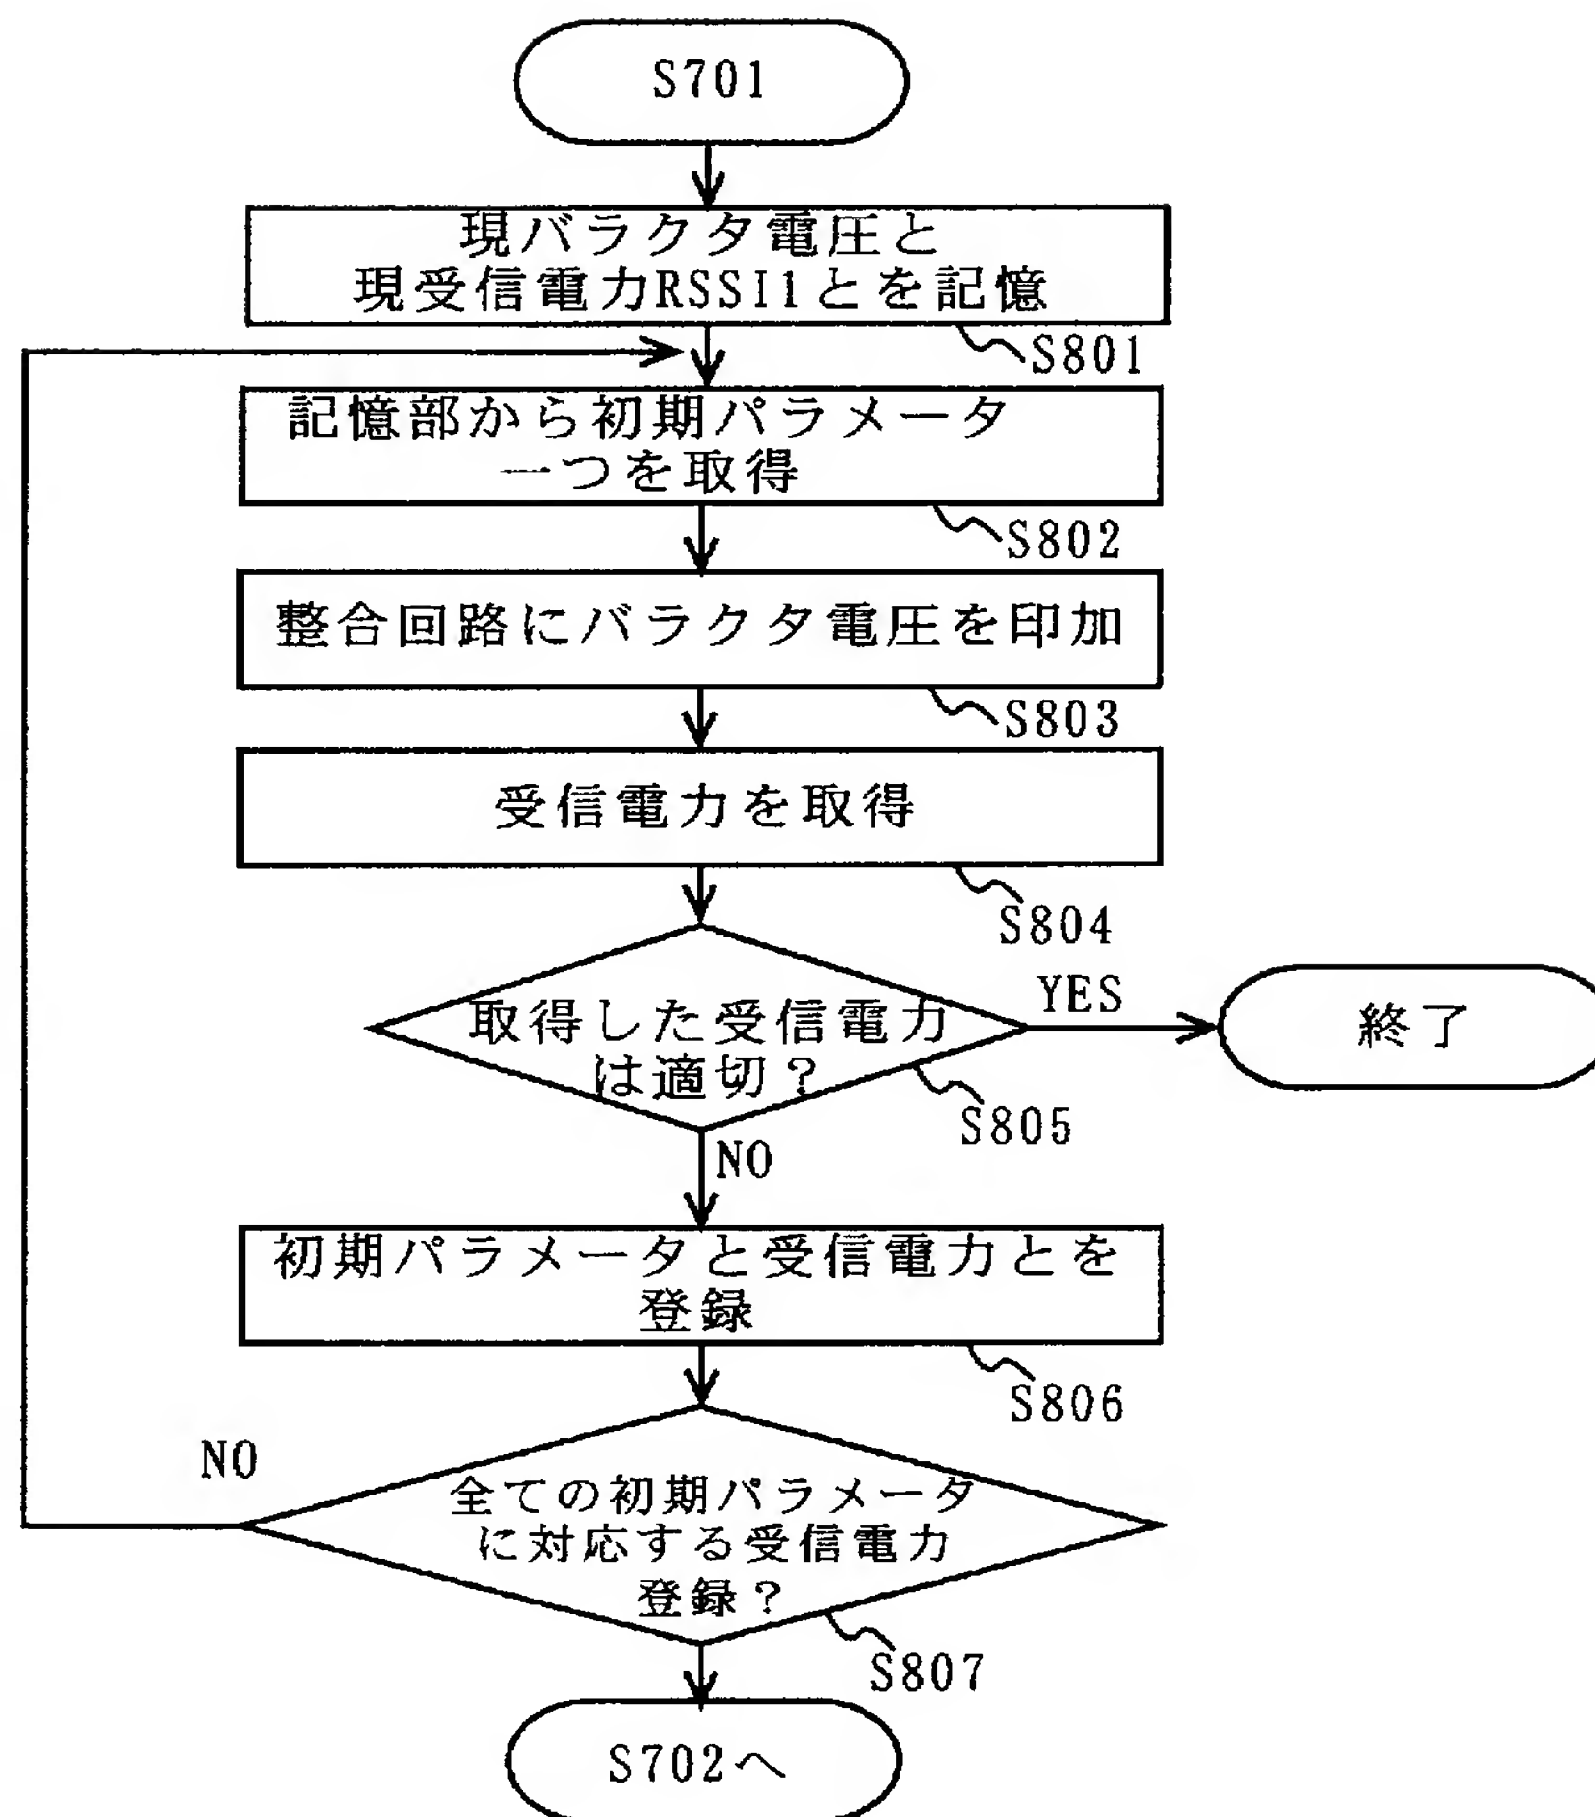 S701
現バラクタ電圧と
現受信電力RSSI1とを記憶
S801
記憶部から初期パラメータ
一つを取得
S802
整合回路にバラクタ電圧を印加
S803
受信電力を取得
S804
取得した受信電力
は適切？
YES
終了
S805
NO
初期パラメータと受信電力とを
登録
S806
NO
全ての初期パラメータ
に対応する受信電力
登録？
S807
S702へ